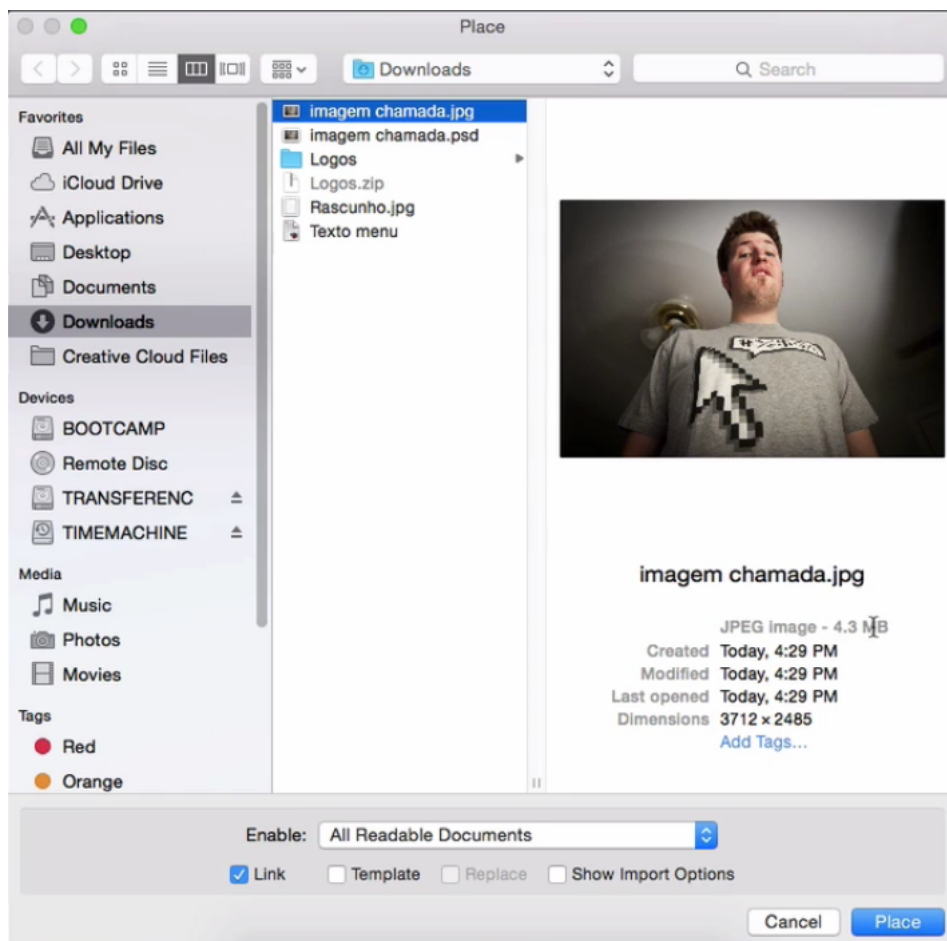 Place
Downloads
Search
Favorites
All My Files
iCloud Drive
Applications
Desktop
Documents
Downloads
Creative Cloud Files
Devices
BOOTCAMP
Remote Disc
TRANSFERENC
TIMEMACHINE
Media
Music
Photos
Movies
Tags
Red
Orange
imagem chamada.jpg
imagem chamada.psd
Logos
Logos.zip
Rascunho.jpg
Texto menu
imagem chamada.jpg
JPEG image - 4.3 MB
Created Today, 4:29 PM
Modified Today, 4:29 PM
Last opened Today, 4:29 PM
Dimensions 3712 × 2485
Add Tags...
Enable: All Readable Documents
Link Template Replace Show Import Options
Cancel Place